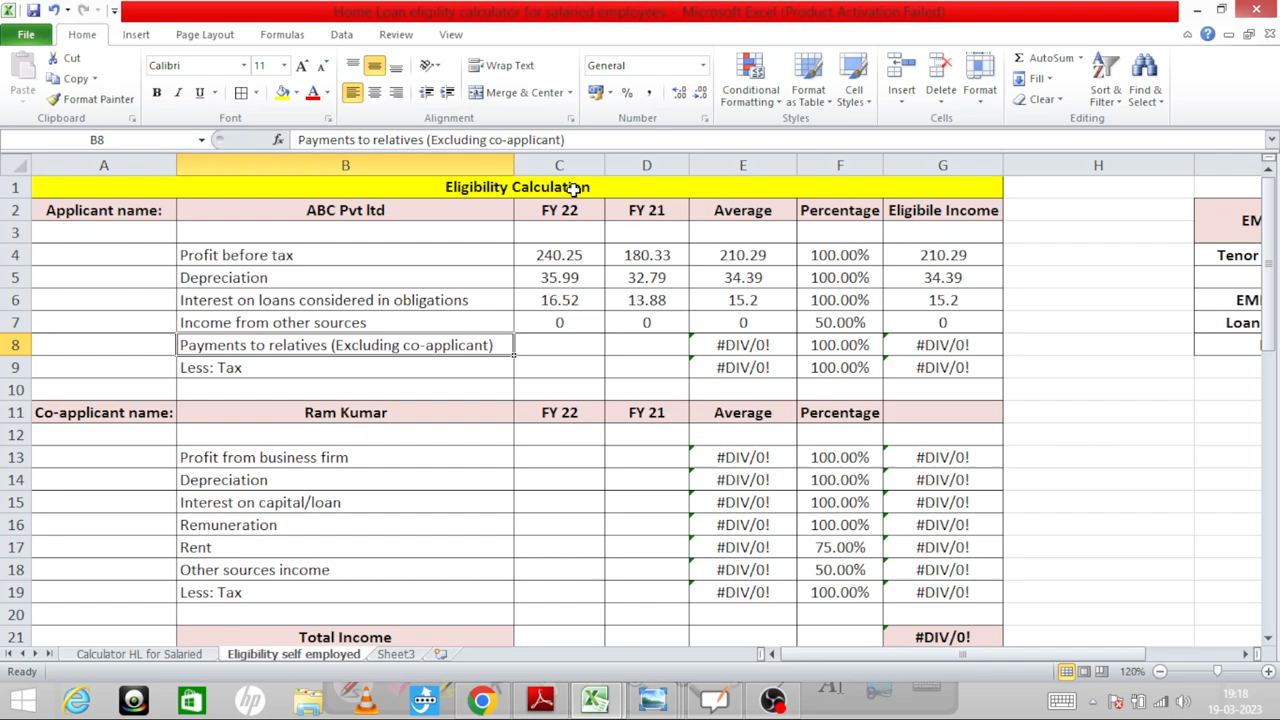 Home Loan eligility calculator for salaried employees - Microsoft Excel (Product Activation Failed)
File Home Insert Page Layout Formulas Data Review View
Cut
Copy
Format Painter
Paste
Clipboard
Calibri 11
B I U
Font
Wrap Text
Merge & Center
Alignment
General
Number
Conditional Formatting
Format as Table
Cell Styles
Styles
Insert Delete Format
Cells
AutoSum
Fill
Clear
Sort & Filter
Find & Select
Editing
B8 fx Payments to relatives (Excluding co-applicant)
A B C D E F G H
1 Eligibility Calculation
2 Applicant name: ABC Pvt ltd FY 22 FY 21 Average Percentage Eligibile Income EM
3
4 Profit before tax 240.25 180.33 210.29 100.00% 210.29 Tenor
5 Depreciation 35.99 32.79 34.39 100.00% 34.39
6 Interest on loans considered in obligations 16.52 13.88 15.2 100.00% 15.2 EMI
7 Income from other sources 0 0 0 50.00% 0 Loan
8 Payments to relatives (Excluding co-applicant) #DIV/0! 100.00% #DIV/0!
9 Less: Tax #DIV/0! 100.00% #DIV/0!
10
11 Co-applicant name: Ram Kumar FY 22 FY 21 Average Percentage
12
13 Profit from business firm #DIV/0! 100.00% #DIV/0!
14 Depreciation #DIV/0! 100.00% #DIV/0!
15 Interest on capital/loan #DIV/0! 100.00% #DIV/0!
16 Remuneration #DIV/0! 100.00% #DIV/0!
17 Rent #DIV/0! 75.00% #DIV/0!
18 Other sources income #DIV/0! 50.00% #DIV/0!
19 Less: Tax #DIV/0! 100.00% #DIV/0!
20
21 Total Income #DIV/0!
Calculator HL for Salaried Eligibility self employed Sheet3
Ready 120%
19:18
19-03-2023